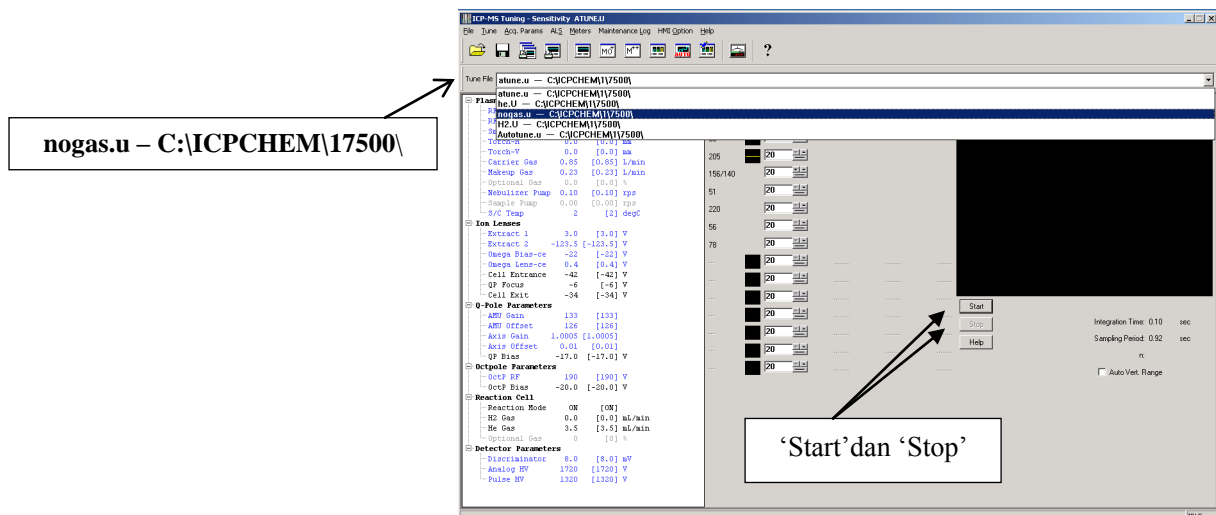 ICP-MS Tuning - Sensitivity ATUNE.U
File Tune Acq. Params ALS Meters Maintenance Log HMI Option Help
MO+ M++ AUTO ?
Tune File atune.u — C:\ICPCHEM\1\7500\
atune.u — C:\ICPCHEM\1\7500\
he.U — C:\ICPCHEM\1\7500\
nogas.u — C:\ICPCHEM\1\7500\
H2.U — C:\ICPCHEM\1\7500\
Autotune.u — C:\ICPCHEM\1\7500\
nogas.u – C:\ICPCHEM\17500\
Torch-H 0.0 [0.0] mm
Torch-V 0.0 [0.0] mm
Carrier Gas 0.85 [0.85] L/min
Makeup Gas 0.23 [0.23] L/min
Optional Gas 0.0 [0.0] %
Nebulizer Pump 0.10 [0.10] rps
Sample Pump 0.00 [0.00] rps
S/C Temp 2 [2] degC
Ion Lenses
Extract 1 3.0 [3.0] V
Extract 2 -123.5 [-123.5] V
Omega Bias-ce -22 [-22] V
Omega Lens-ce 0.4 [0.4] V
Cell Entrance -42 [-42] V
QP Focus -6 [-6] V
Cell Exit -34 [-34] V
Q-Pole Parameters
AMU Gain 133 [133]
AMU Offset 126 [126]
Axis Gain 1.0005 [1.0005]
Axis Offset 0.01 [0.01]
QP Bias -17.0 [-17.0] V
Octpole Parameters
OctP RF 190 [190] V
OctP Bias -20.0 [-20.0] V
Reaction Cell
Reaction Mode ON [ON]
H2 Gas 0.0 [0.0] mL/min
He Gas 3.5 [3.5] mL/min
Optional Gas 0 [0] %
Detector Parameters
Discriminator 8.0 [8.0] mV
Analog HV 1720 [1720] V
Pulse HV 1320 [1320] V
205 20
156/140 20
51 20
220 20
56 20
78 20
20
20
20
20
20
20
20
Start
Stop
Help
Integration Time: 0.10 sec
Sampling Period: 0.92 sec
n:
Auto Vert. Range
‘Start’dan ‘Stop’